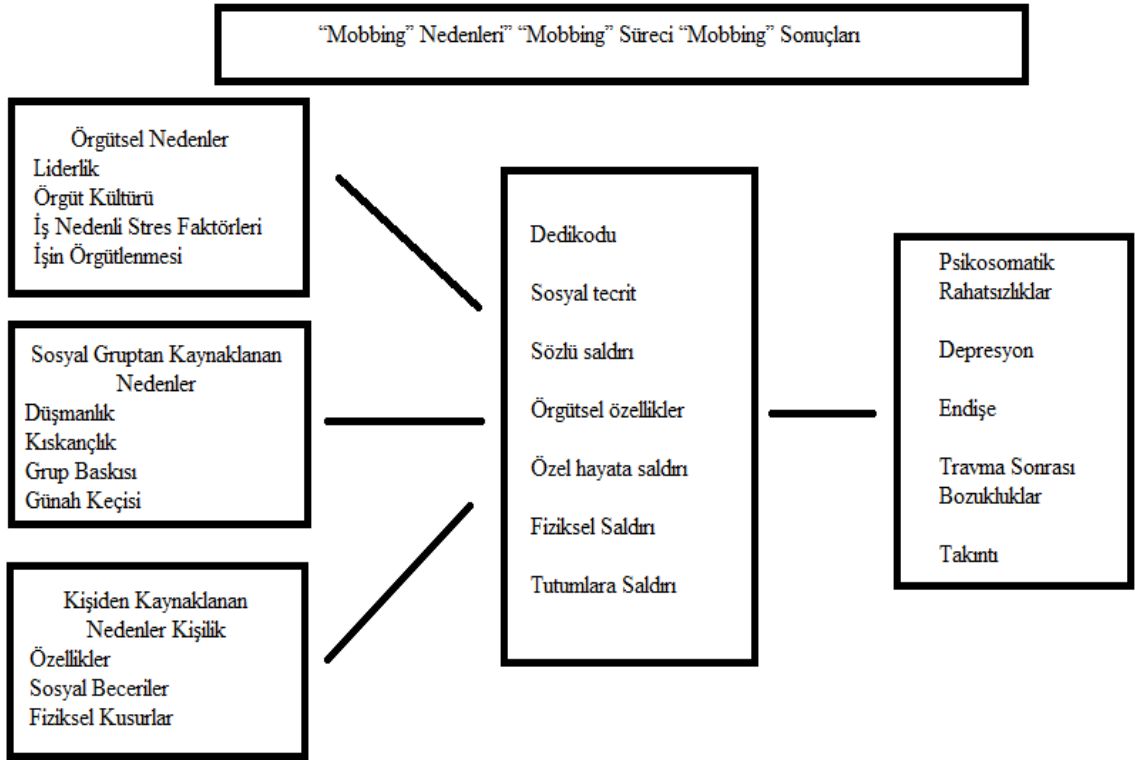 “Mobbing” Nedenleri” “Mobbing” Süreci “Mobbing” Sonuçları
Örgütsel Nedenler
Liderlik
Örgüt Kültürü
İş Nedenli Stres Faktörleri
İşin Örgütlenmesi
Sosyal Gruptan Kaynaklanan
Nedenler
Düşmanlık
Kıskançlık
Grup Baskısı
Günah Keçisi
Kişiden Kaynaklanan
Nedenler Kişilik
Özellikler
Sosyal Beceriler
Fiziksel Kusurlar
Dedikodu
Sosyal tecrit
Sözlü saldırı
Örgütsel özellikler
Özel hayata saldırı
Fiziksel Saldırı
Tutumlara Saldırı
Psikosomatik
Rahatsızlıklar
Depresyon
Endişe
Travma Sonrası
Bozukluklar
Takıntı